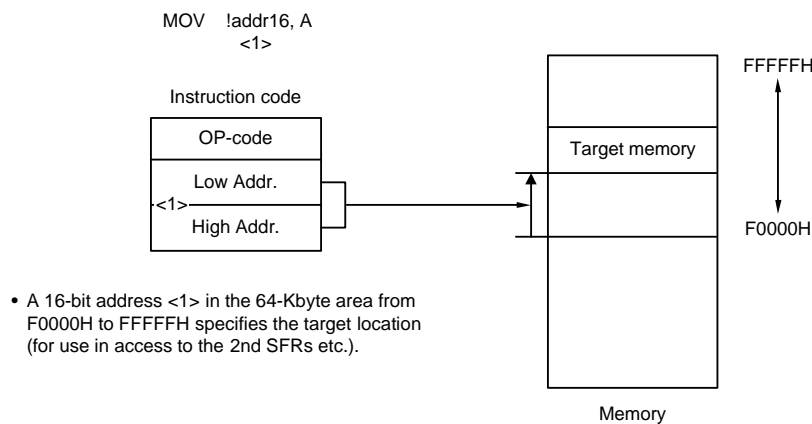 MOV !addr16, A
<1>
Instruction code
OP-code
Low Addr.
<1>
High Addr.
FFFFFH
Target memory
F0000H
Memory
• A 16-bit address <1> in the 64-Kbyte area from
F0000H to FFFFFH specifies the target location
(for use in access to the 2nd SFRs etc.).